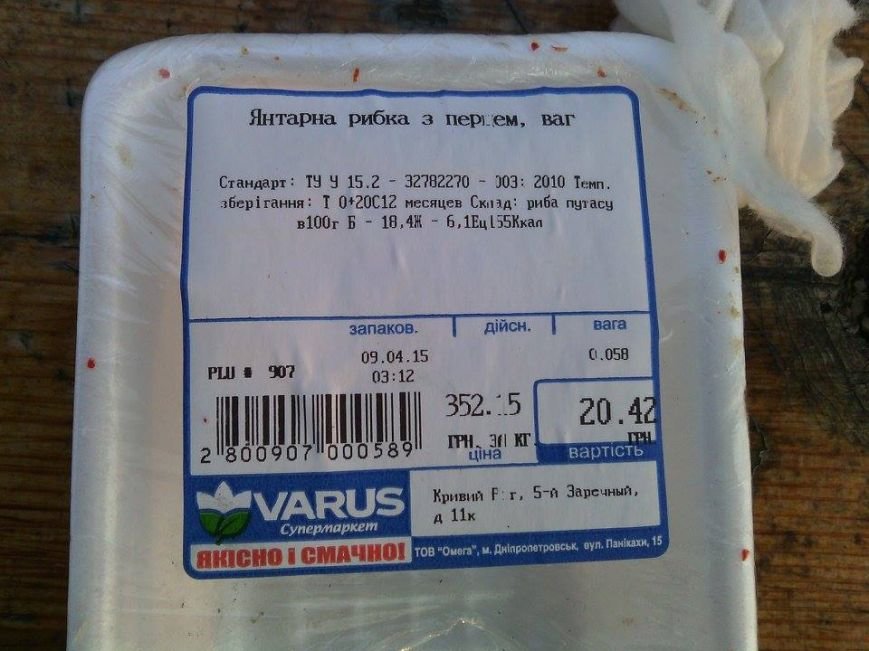 Янтарна рибка з перцем, ваг
Стандарт: ТУ У 15.2 - 32782270 - 003: 2010 Темп.
зберігання: Т 0+20С12 месяцев Склад: риба путасу
в100г Б - 18,4Ж - 6,1Ец155Ккал
запаков. дійсн. вага
09.04.15 0.058
PLU # 907 03:12
352.15 20.42
ГРН. ЗА КГ. ГРН
ціна вартість
2 800907 000589
VARUS
Супермаркет
ЯКІСНО І СМАЧНО!
Кривий Ріг, 5-й Заречный,
д 11к
ТОВ "Омега", м. Дніпропетровськ, вул. Панікахи, 15